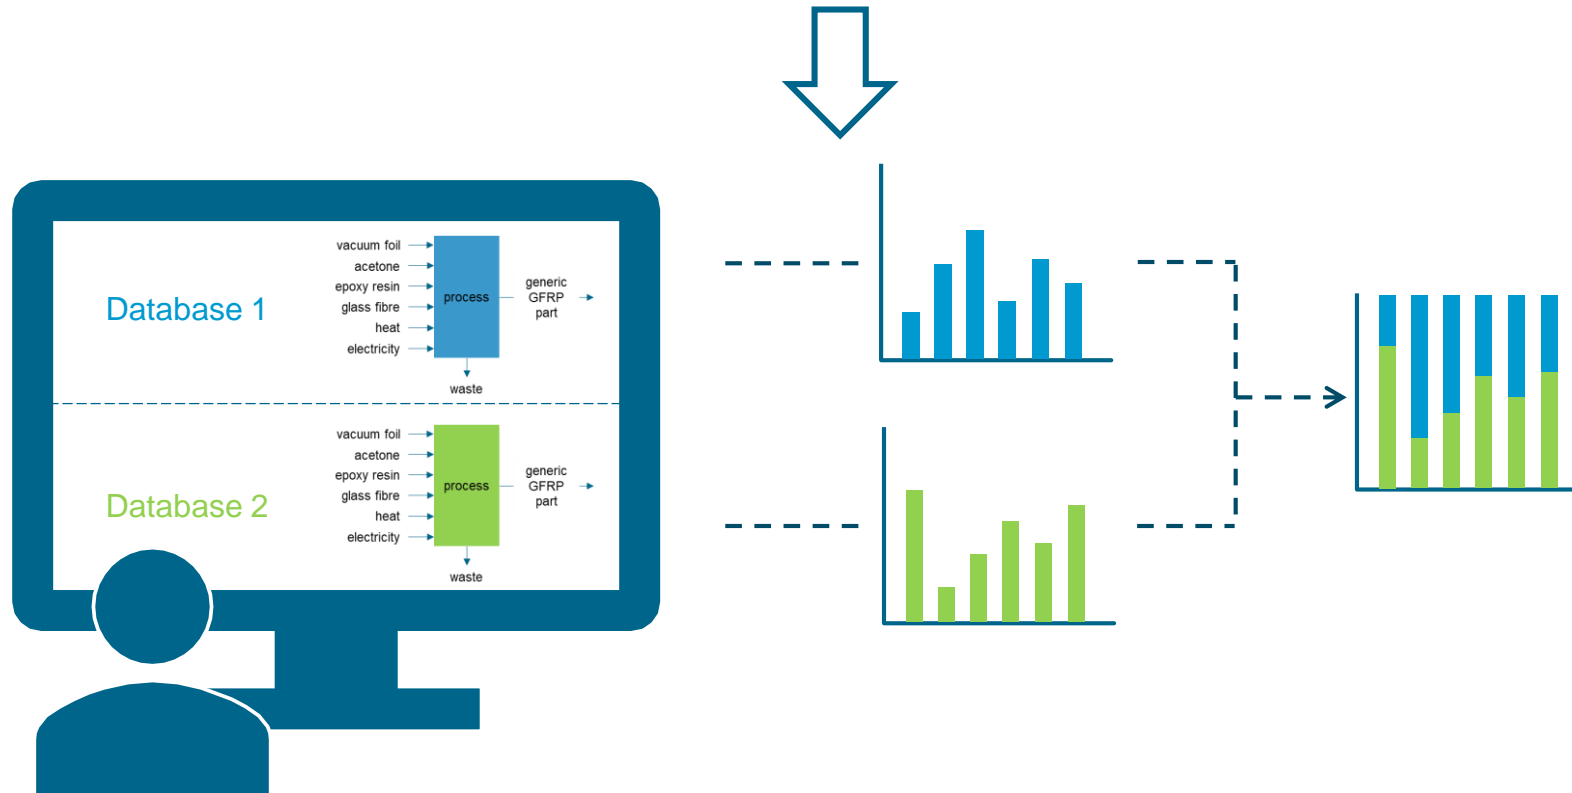 Database 1
vacuum foil
acetone
epoxy resin
glass fibre
heat
electricity
process
generic
GFRP
part
waste
Database 2
vacuum foil
acetone
epoxy resin
glass fibre
heat
electricity
process
generic
GFRP
part
waste